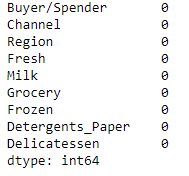 Buyer/Spender 0
Channel 0
Region 0
Fresh 0
Milk 0
Grocery 0
Frozen 0
Detergents_Paper 0
Delicatessen 0
dtype: int64